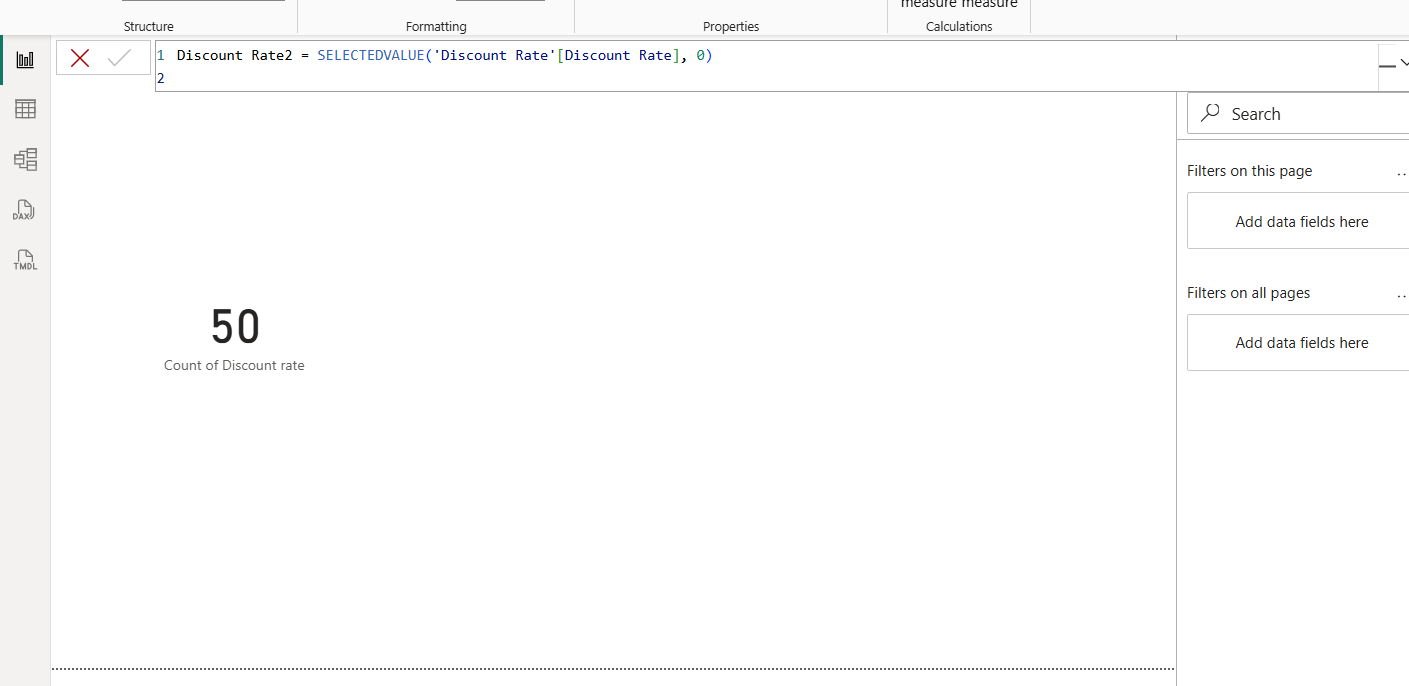 measure measure
Structure
Formatting
Properties
Calculations
1 Discount Rate2 = SELECTEDVALUE('Discount Rate'[Discount Rate], 0)
2
Search
Filters on this page
..
Add data fields here
Filters on all pages
..
Add data fields here
DAX
TMDL
50
Count of Discount rate